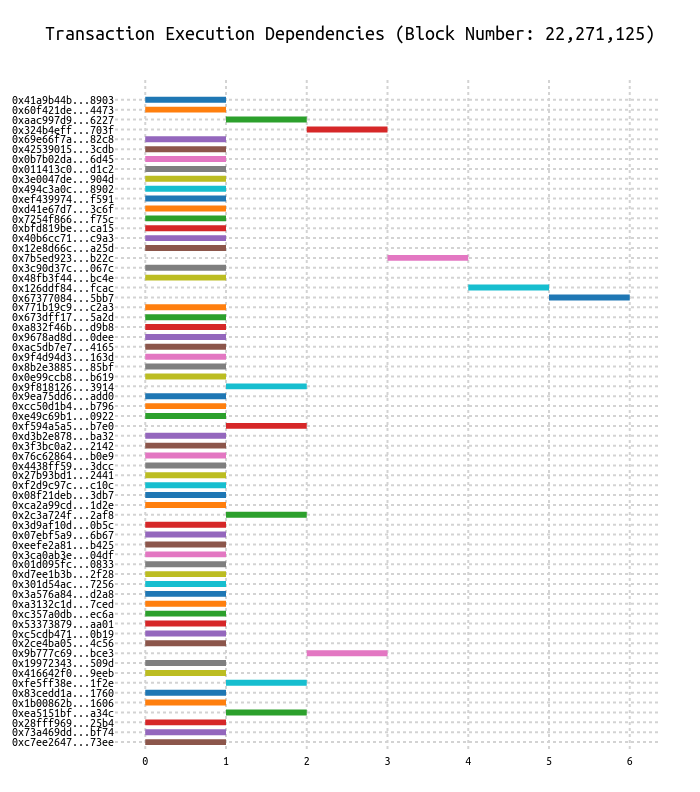 Transaction Execution Dependencies (Block Number: 22,271,125)
0x41a9b44b...8903
0x60f421de...4473
0xaac997d9...6227
0x324b4eff...703f
0x69e66f7a...82c8
0x42539015...3cdb
0x0b7b02da...6d45
0x011413c0...d1c2
0x3e0047de...904d
0x494c3a0c...8902
0xef439974...f591
0xd41e67d7...3c6f
0x7254f866...f75c
0xbfd819be...ca15
0x40b6cc71...c9a3
0x12e8d66c...a25d
0x7b5ed923...b22c
0x3c90d37c...067c
0x48fb3f44...bc4e
0x126ddf84...fcac
0x67377084...5bb7
0x771b19c9...c2a3
0x673dff17...5a2d
0xa832f46b...d9b8
0x9678ad8d...0dee
0xac5db7e7...4165
0x9f4d94d3...163d
0x8b2e3885...85bf
0x0e99ccb8...b619
0x9f818126...3914
0x9ea75dd6...add0
0xcc50d1b4...b796
0xe49c69b1...0922
0xf594a5a5...b7e0
0xd3b2e878...ba32
0x3f3bc0a2...2142
0x76c62864...b0e9
0x4438ff59...3dcc
0x27b93bd1...2441
0xf2d9c97c...c10c
0x08f21deb...3db7
0xca2a99cd...1d2e
0x2c3a724f...2af8
0x3d9af10d...0b5c
0x07ebf5a9...6b67
0xeefe2a81...b425
0x3ca0ab3e...04df
0x01d095fc...0833
0xd7ee1b3b...2f28
0x301d54ac...7256
0x3a576a84...d2a8
0xa3132c1d...7ced
0xc357a0db...ec6a
0x53373879...aa01
0xc5cdb471...0b19
0x2ce4ba05...4c56
0x9b777c69...bce3
0x19972343...509d
0x416642f0...9eeb
0xfe5ff38e...1f2e
0x83cedd1a...1760
0x1b00862b...1606
0xea5151bf...a34c
0x28fff969...25b4
0x73a469dd...bf74
0xc7ee2647...73ee
0 1 2 3 4 5 6